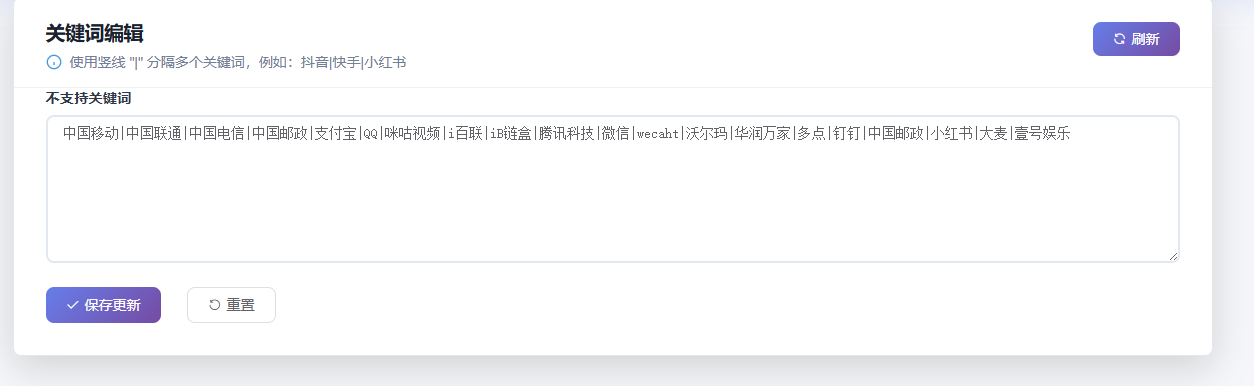 关键词编辑
刷新
使用竖线 "|" 分隔多个关键词，例如：抖音|快手|小红书
不支持关键词
中国移动|中国联通|中国电信|中国邮政|支付宝|QQ|咪咕视频|i百联|iB链盒|腾讯科技|微信|wecaht|沃尔玛|华润万家|多点|钉钉|中国邮政|小红书|大麦|壹号娱乐
保存更新
重置